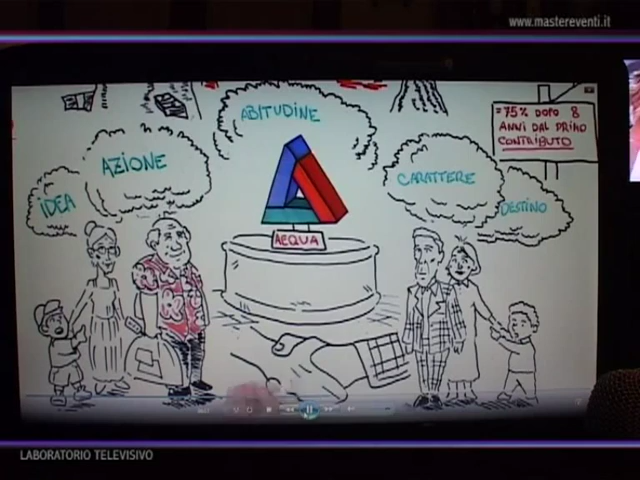 www.mastereventi.it
ABITUDINE
= 75% DOPO 8
ANNI DAL PRIMO
CONTRIBUTO
AZIONE
CARATTERE
IDEA
DESTINO
AEQUA
LABORATORIO TELEVISIVO